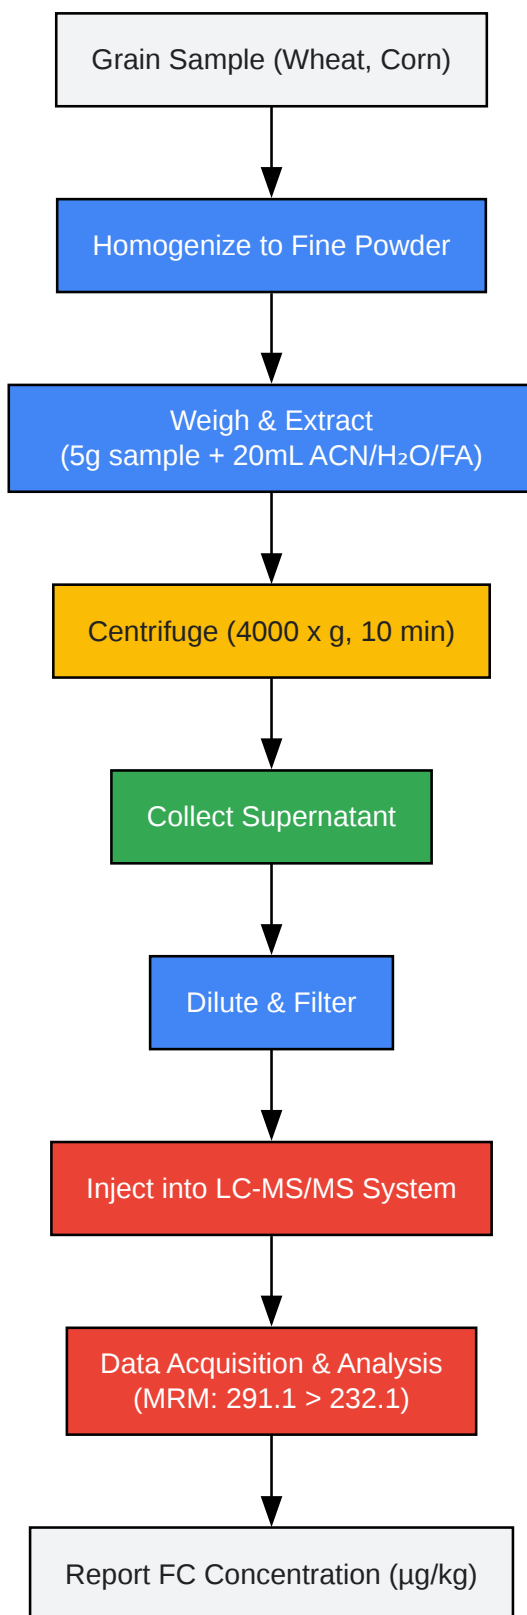 Grain Sample (Wheat, Corn)
Homogenize to Fine Powder
Weigh & Extract
(5g sample + 20mL ACN/H₂O/FA)
Centrifuge (4000 x g, 10 min)
Collect Supernatant
Dilute & Filter
Inject into LC-MS/MS System
Data Acquisition & Analysis
(MRM: 291.1 > 232.1)
Report FC Concentration (µg/kg)